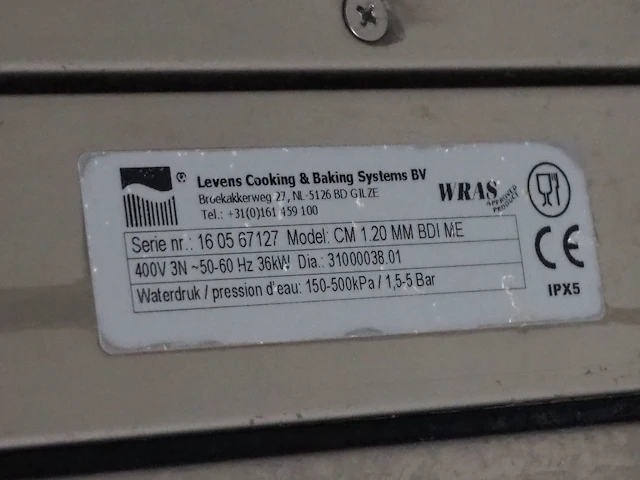 ® Levens Cooking & Baking Systems BV
Broekakkerweg 27, NL-5126 BD GILZE
Tel.: +31(0)161 459 100
WRAS APPROVED PRODUCT
Serie nr.: 16 05 67127 Model: CM 1.20 MM BDI ME
400V 3N ~50-60 Hz 36kW Dia.: 31000038.01
Waterdruk / pression d'eau: 150-500kPa / 1,5-5 Bar
CE
IPX5